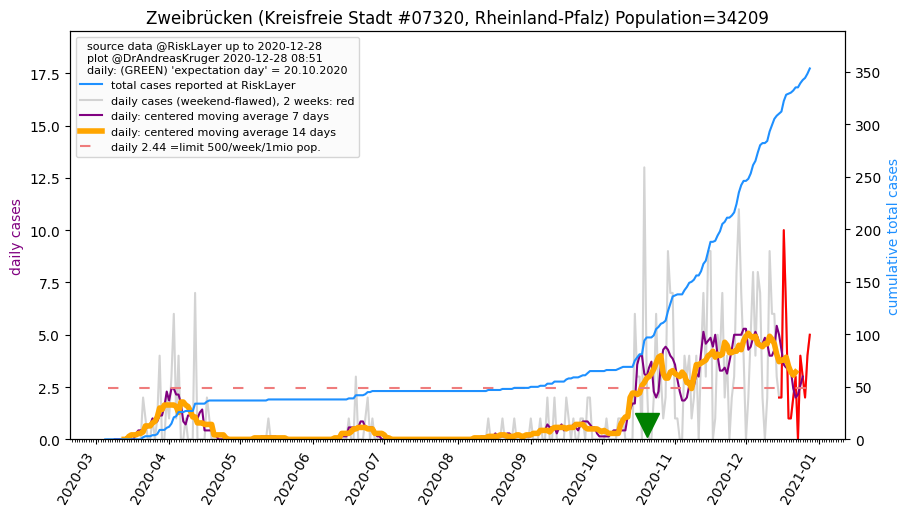 Zweibrücken (Kreisfreie Stadt #07320, Rheinland-Pfalz) Population=34209
source data @RiskLayer up to 2020-12-28
plot @DrAndreasKruger 2020-12-28 08:51
daily: (GREEN) 'expectation day' = 20.10.2020
total cases reported at RiskLayer
daily cases (weekend-flawed), 2 weeks: red
daily: centered moving average 7 days
daily: centered moving average 14 days
daily 2.44 =limit 500/week/1mio pop.
daily cases
17.5
15.0
12.5
10.0
7.5
5.0
2.5
0.0
cumulative total cases
350
300
250
200
150
100
50
0
2020-03
2020-04
2020-05
2020-06
2020-07
2020-08
2020-09
2020-10
2020-11
2020-12
2021-01